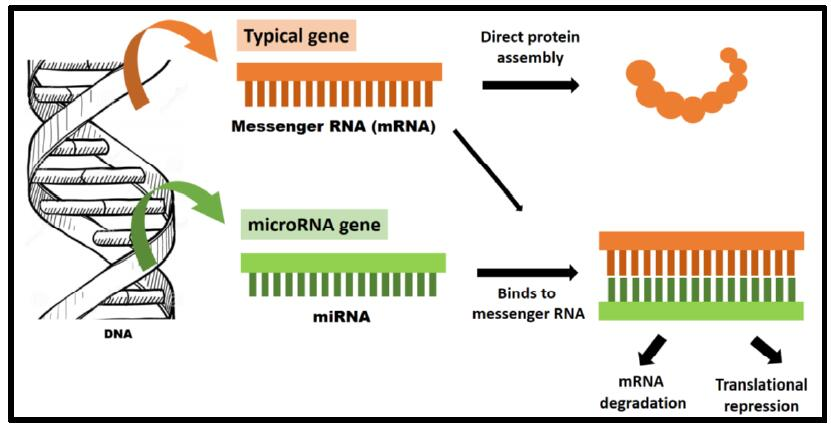 Typical gene
Direct protein
assembly
Messenger RNA (mRNA)
microRNA gene
miRNA
Binds to
messenger RNA
DNA
mRNA
degradation
Translational
repression